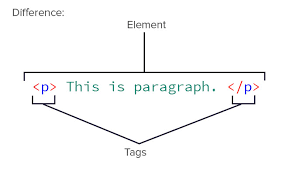 Difference:
Element
<p> This is paragraph. </p>
Tags